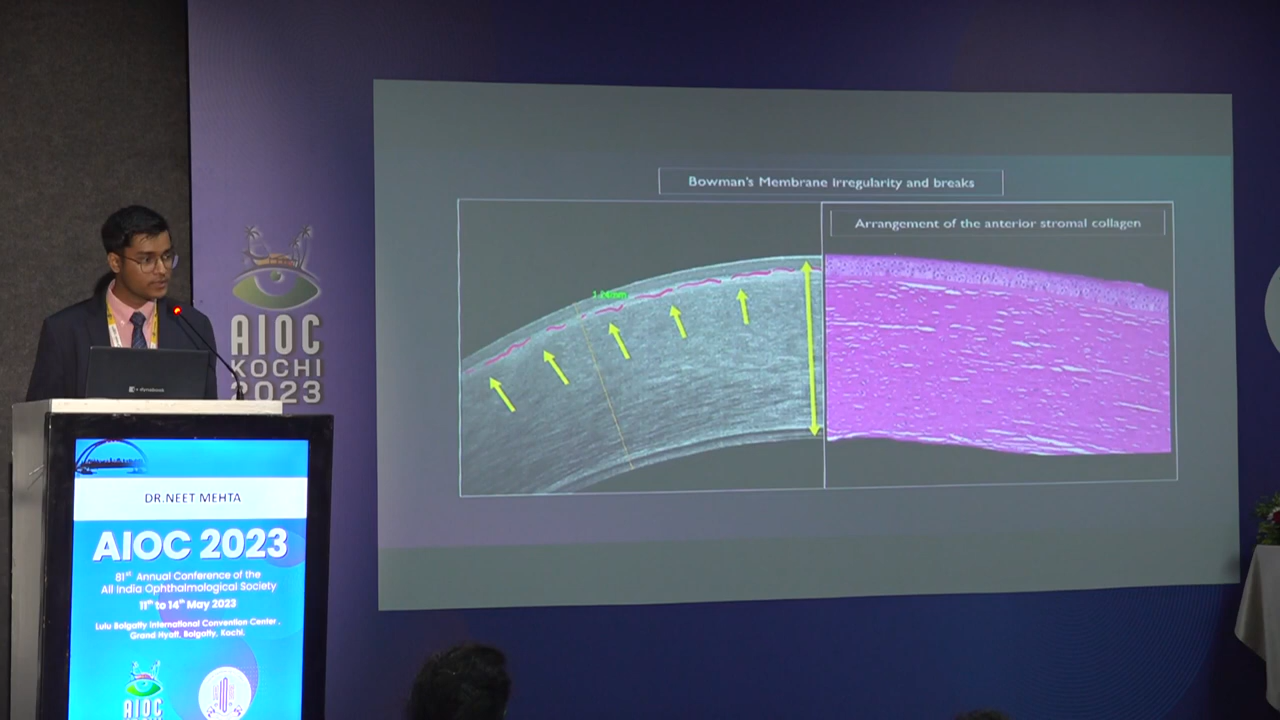 Bowman's Membrane Irregularity and breaks
Arrangement of the anterior stromal collagen
AIOC
KOCHI
2023
dynabook
DR.NEET MEHTA
AIOC 2023
81st Annual Conference of the
All India Ophthalmological Society
11th to 14th May 2023
Lulu Bolgatty International Convention Center,
Grand Hyatt, Bolgatty, Kochi.
AIOC